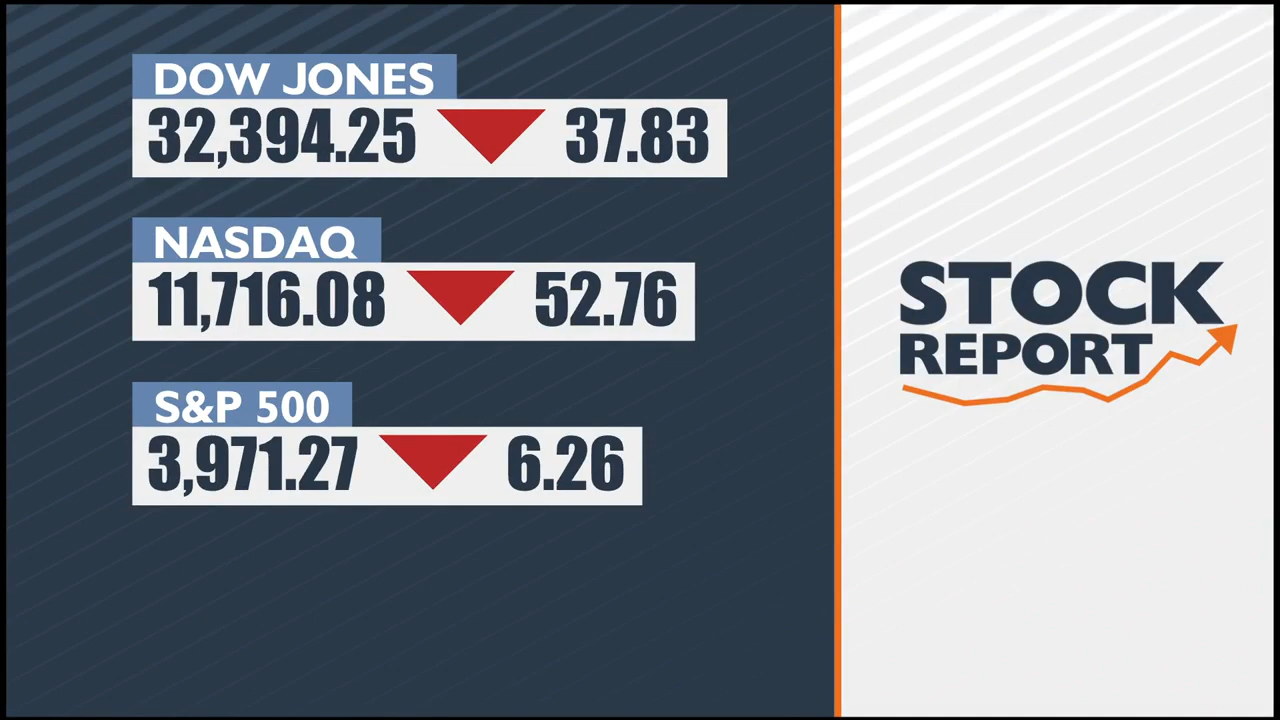 DOW JONES
32,394.25 37.83
NASDAQ
11,716.08 52.76
S&P 500
3,971.27 6.26
STOCK
REPORT